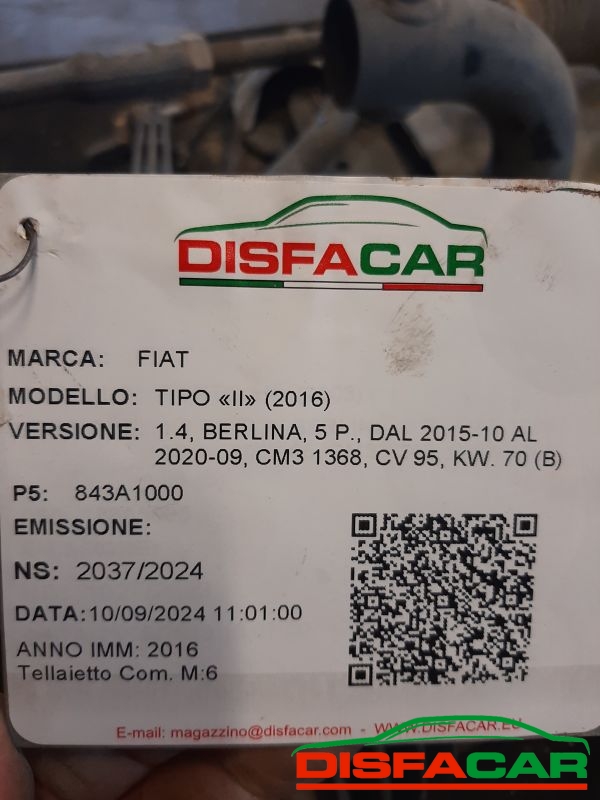 DISFACAR
MARCA: FIAT
MODELLO: TIPO «II» (2016)
VERSIONE: 1.4, BERLINA, 5 P., DAL 2015-10 AL
2020-09, CM3 1368, CV 95, KW. 70 (B)
P5: 843A1000
EMISSIONE:
NS: 2037/2024
DATA:10/09/2024 11:01:00
ANNO IMM: 2016
Tellaietto Com. M:6
E-mail: magazzino@disfacar.com - WWW.DISFACAR.EU
DISFACAR